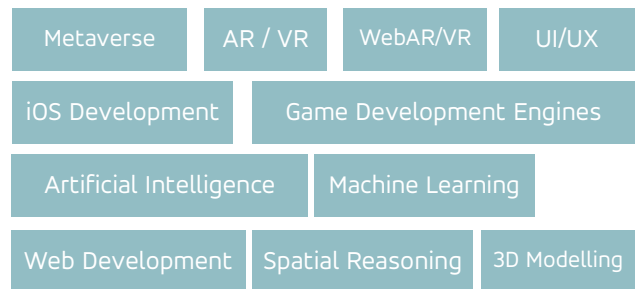 Metaverse
AR / VR
WebAR/VR
UI/UX
iOS Development
Game Development Engines
Artificial Intelligence
Machine Learning
Web Development
Spatial Reasoning
3D Modelling